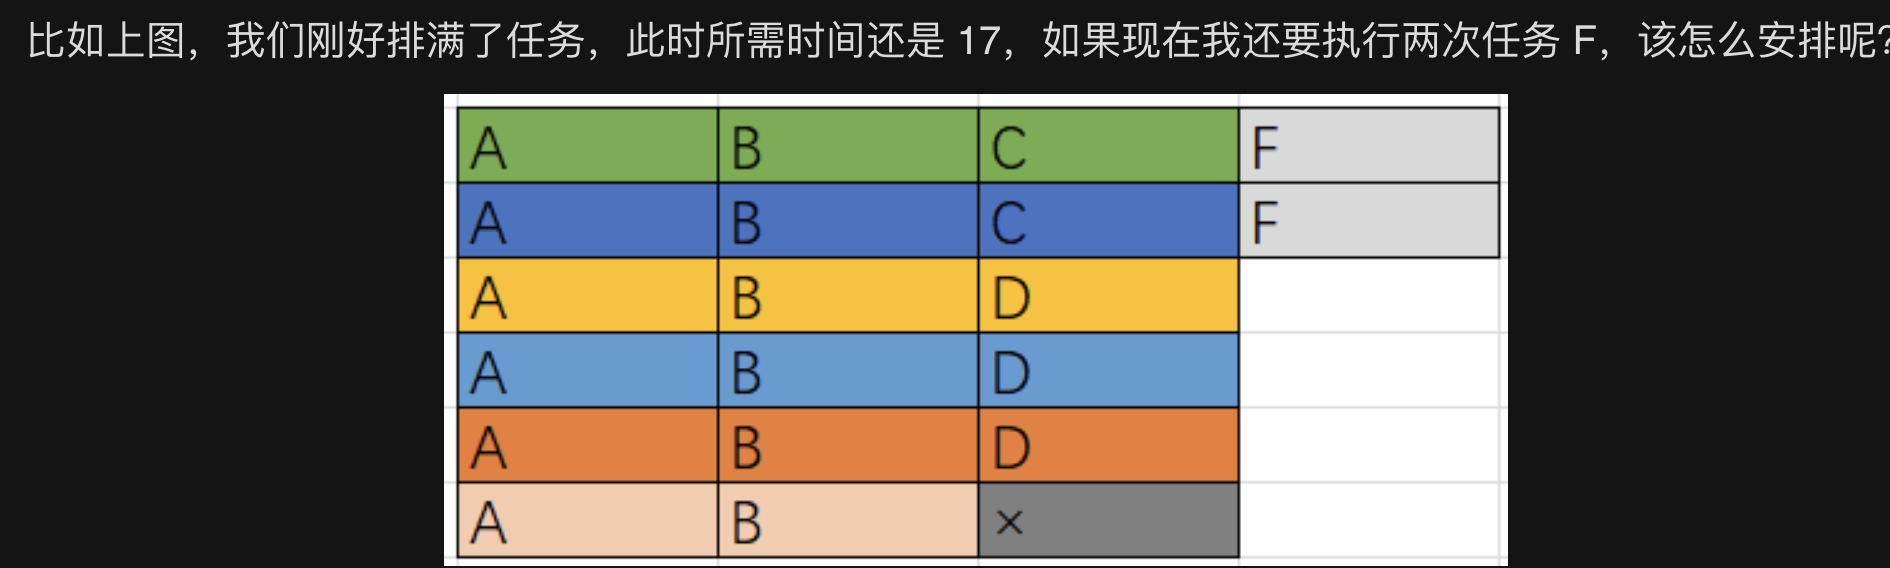 比如上图，我们刚好排满了任务，此时所需时间还是 17，如果现在我还要执行两次任务 F，该怎么安排呢?
A B C F
A B C F
A B D
A B D
A B D
A B ×